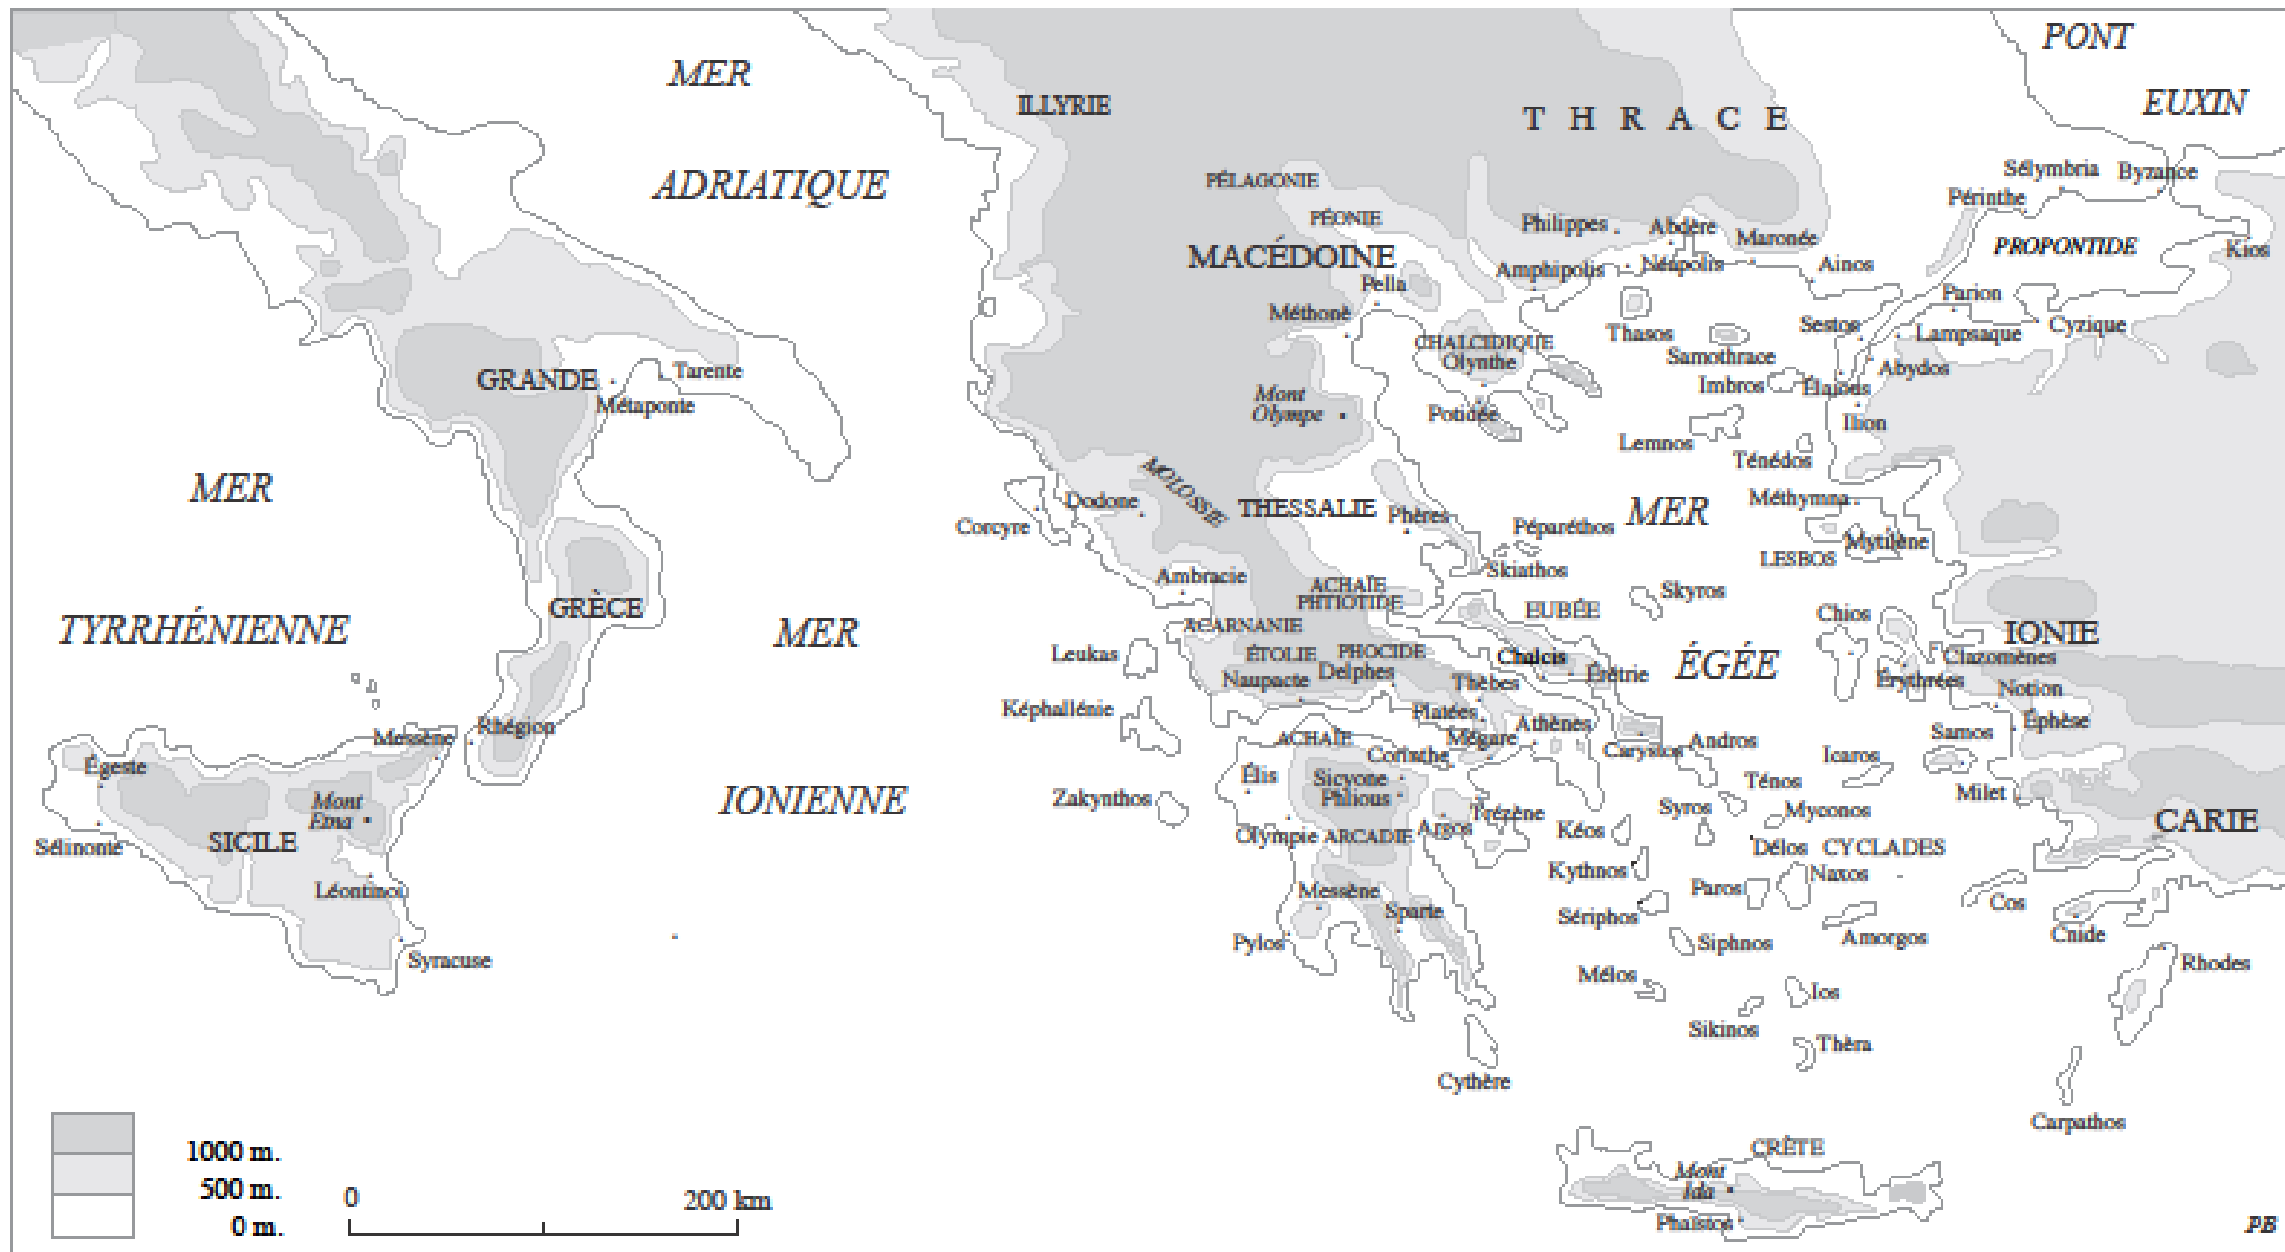 PONT
MER
EUXIN
ILLYRIE
T H R A C E
ADRIATIQUE
PÉLAGONIE
Sélymbria
Byzance
Périnthe
PÉONIE
Philippes
Abdère
Maronée
PROPONTIDE
Kios
MACÉDOINE
Amphipolis
Néapolis
Ainos
Pella
Parion
Méthonè
Thasos
Sestos
Lampsaque
Cyzique
CHALCIDIQUE
Olynthe
Samothrace
Abydos
Tarente
GRANDE
Métaponte
Imbros
Élaious
Mont
Olympe
Potidée
Ilion
Lemnos
Ténédos
MOLOSSIE
MER
Dodone
THESSALIE
Phères
MER
Méthymna
Corcyre
Péparéthos
Mytilène
LESBOS
Skiathos
Ambracie
ACHAÏE
PHTIOTIDE
Skyros
GRÈCE
EUBÉE
Chios
TYRRHÉNIENNE
MER
ACARNANIE
IONIE
Leukas
ÉTOLIE
PHOCIDE
Chalcis
ÉGÉE
Clazomènes
Naupacte
Delphes
Thèbes
Érétrie
Érythrées
Notion
Képhallénie
Platées
Athènes
Éphèse
Messène
Rhégion
ACHAÏE
Mégare
Corinthe
Carystos
Andros
Samos
Icaros
Égeste
Élis
Sicyone
Phlious
Ténos
Milet
Mont
Etna
IONIENNE
Zakynthos
Trézène
Syros
Myconos
CARIE
SICILE
Sélinonte
Olympie
ARCADIE
Argos
Kéos
Délos
CYCLADES
Kythnos
Naxos
Léontinoi
Messène
Paros
Cos
Sparte
Sériphos
Pylos
Siphnos
Amorgos
Cnide
Syracuse
Rhodes
Mélos
Ios
Sikinos
Théra
Cythère
Carpathos
1000 m.
500 m.
0 m.
0
200 km
CRÈTE
Mont
Ida
Phaistos
PB